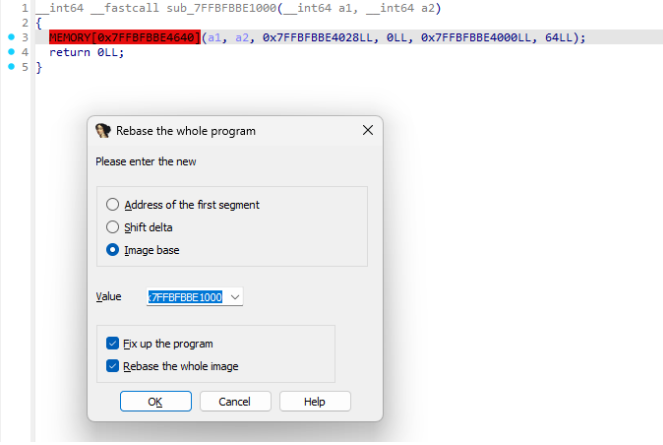 1 __int64 __fastcall sub_7FFBFBBE1000(__int64 a1, __int64 a2)
2 {
3 MEMORY[0x7FFBFBBE4640](a1, a2, 0x7FFBFBBE4028LL, 0LL, 0x7FFBFBBE4000LL, 64LL);
4 return 0LL;
5 }
Rebase the whole program
Please enter the new
Address of the first segment
Shift delta
Image base
Value :7FFBFBBE1000
Fix up the program
Rebase the whole image
OK Cancel Help